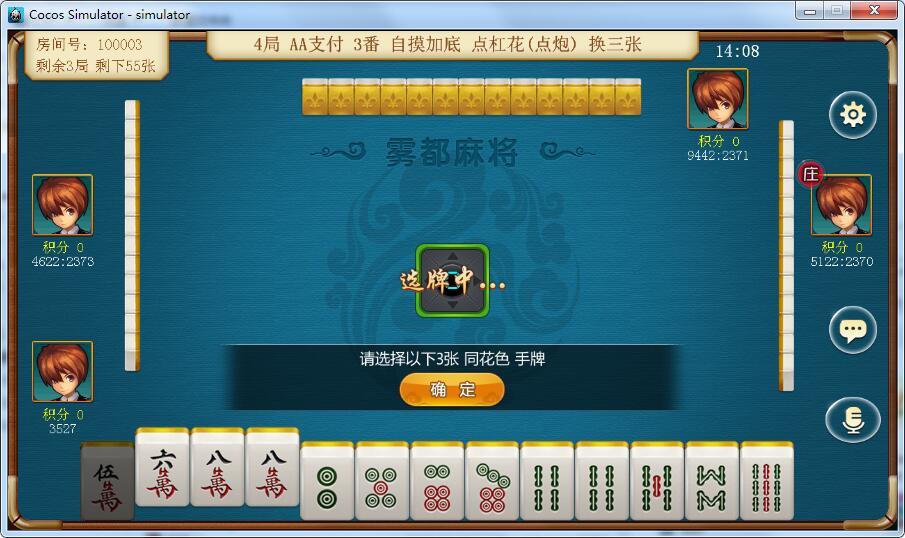 Cocos Simulator - simulator
房间号：100003
剩余3局 剩下55张
4局 AA支付 3番 自摸加底 点杠花(点炮) 换三张
14:08
积分 0
9442:2371
雾都麻将
庄
积分 0
4622:2373
积分 0
5122:2370
选牌中...
请选择以下3张 同花色 手牌
确 定
积分 0
3527
伍萬 六萬 八萬 八萬